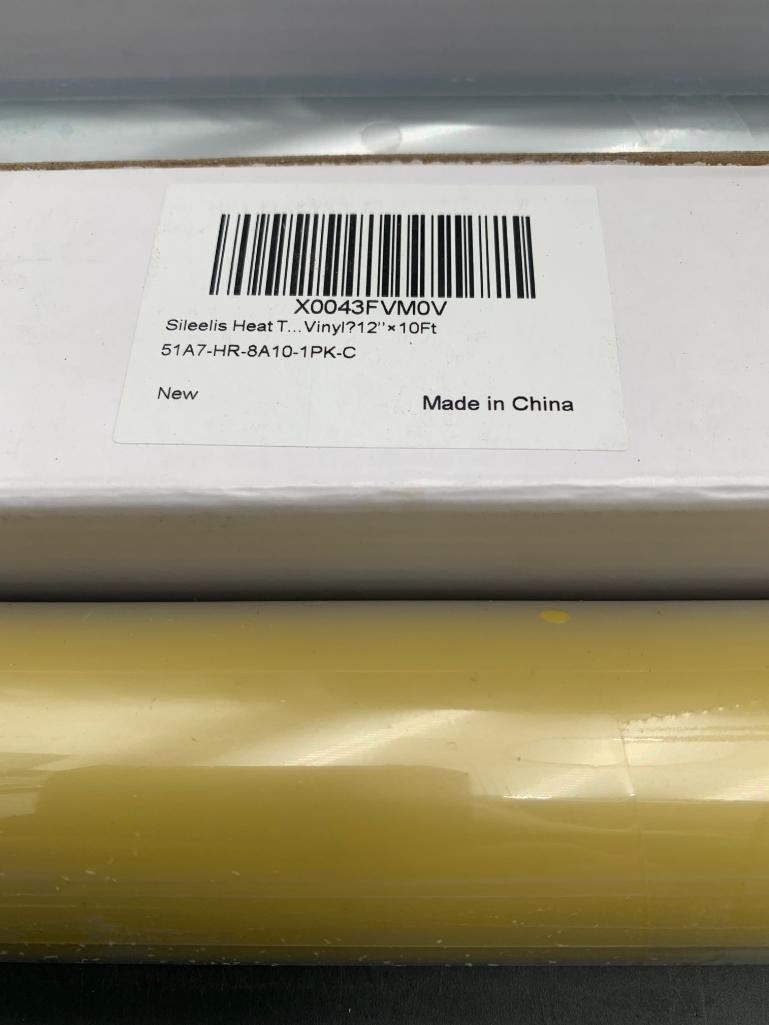 X0043FVM0V
Sileelis Heat T...Vinyl?12''×10Ft
51A7-HR-8A10-1PK-C
New
Made in China